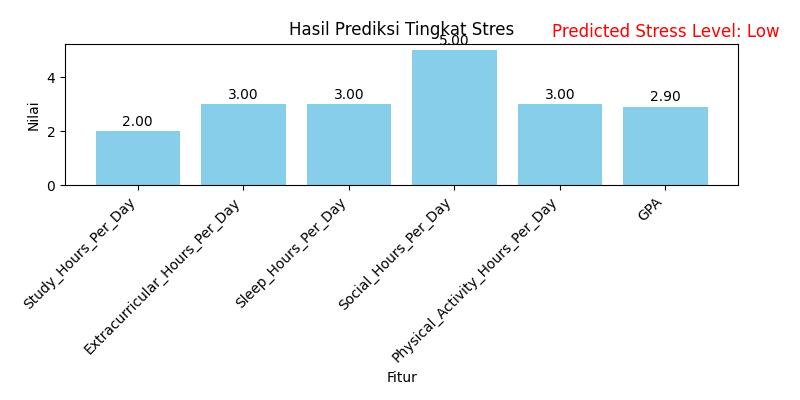 Hasil Prediksi Tingkat Stres
Predicted Stress Level: Low
Nilai
4
2
0
2.00
3.00
3.00
5.00
3.00
2.90
Study_Hours_Per_Day
Extracurricular_Hours_Per_Day
Sleep_Hours_Per_Day
Social_Hours_Per_Day
Physical_Activity_Hours_Per_Day
GPA
Fitur